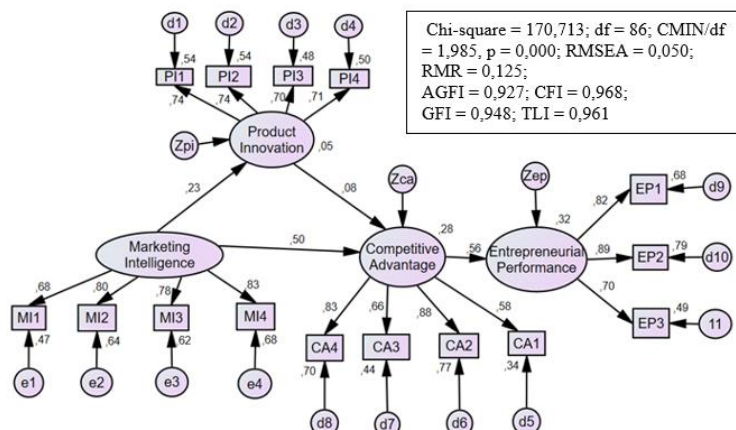 d1
d2
d3
d4
,54
,54
,48
,50
PI1
PI2
PI3
PI4
,74
,74
,70
,71
Chi-square = 170,713; df = 86; CMIN/df
= 1,985, p = 0,000; RMSEA = 0,050;
RMR = 0,125;
AGFI = 0,927; CFI = 0,968;
GFI = 0,948; TLI = 0,961
Zpi
Product
Innovation
,05
,23
,08
Zca
Zep
,82
EP1
,68
d9
Marketing
Intelligence
,50
,28
Competitive
Advantage
,56
,32
Entrepreneurial
Performance
,89
EP2
,79
d10
,70
EP3
,49
11
,68
,80
,78
,83
MI1
MI2
MI3
MI4
,47
,64
,62
,68
e1
e2
e3
e4
,83
,66
,88
,58
CA4
CA3
CA2
CA1
,70
,44
,77
,34
d8
d7
d6
d5